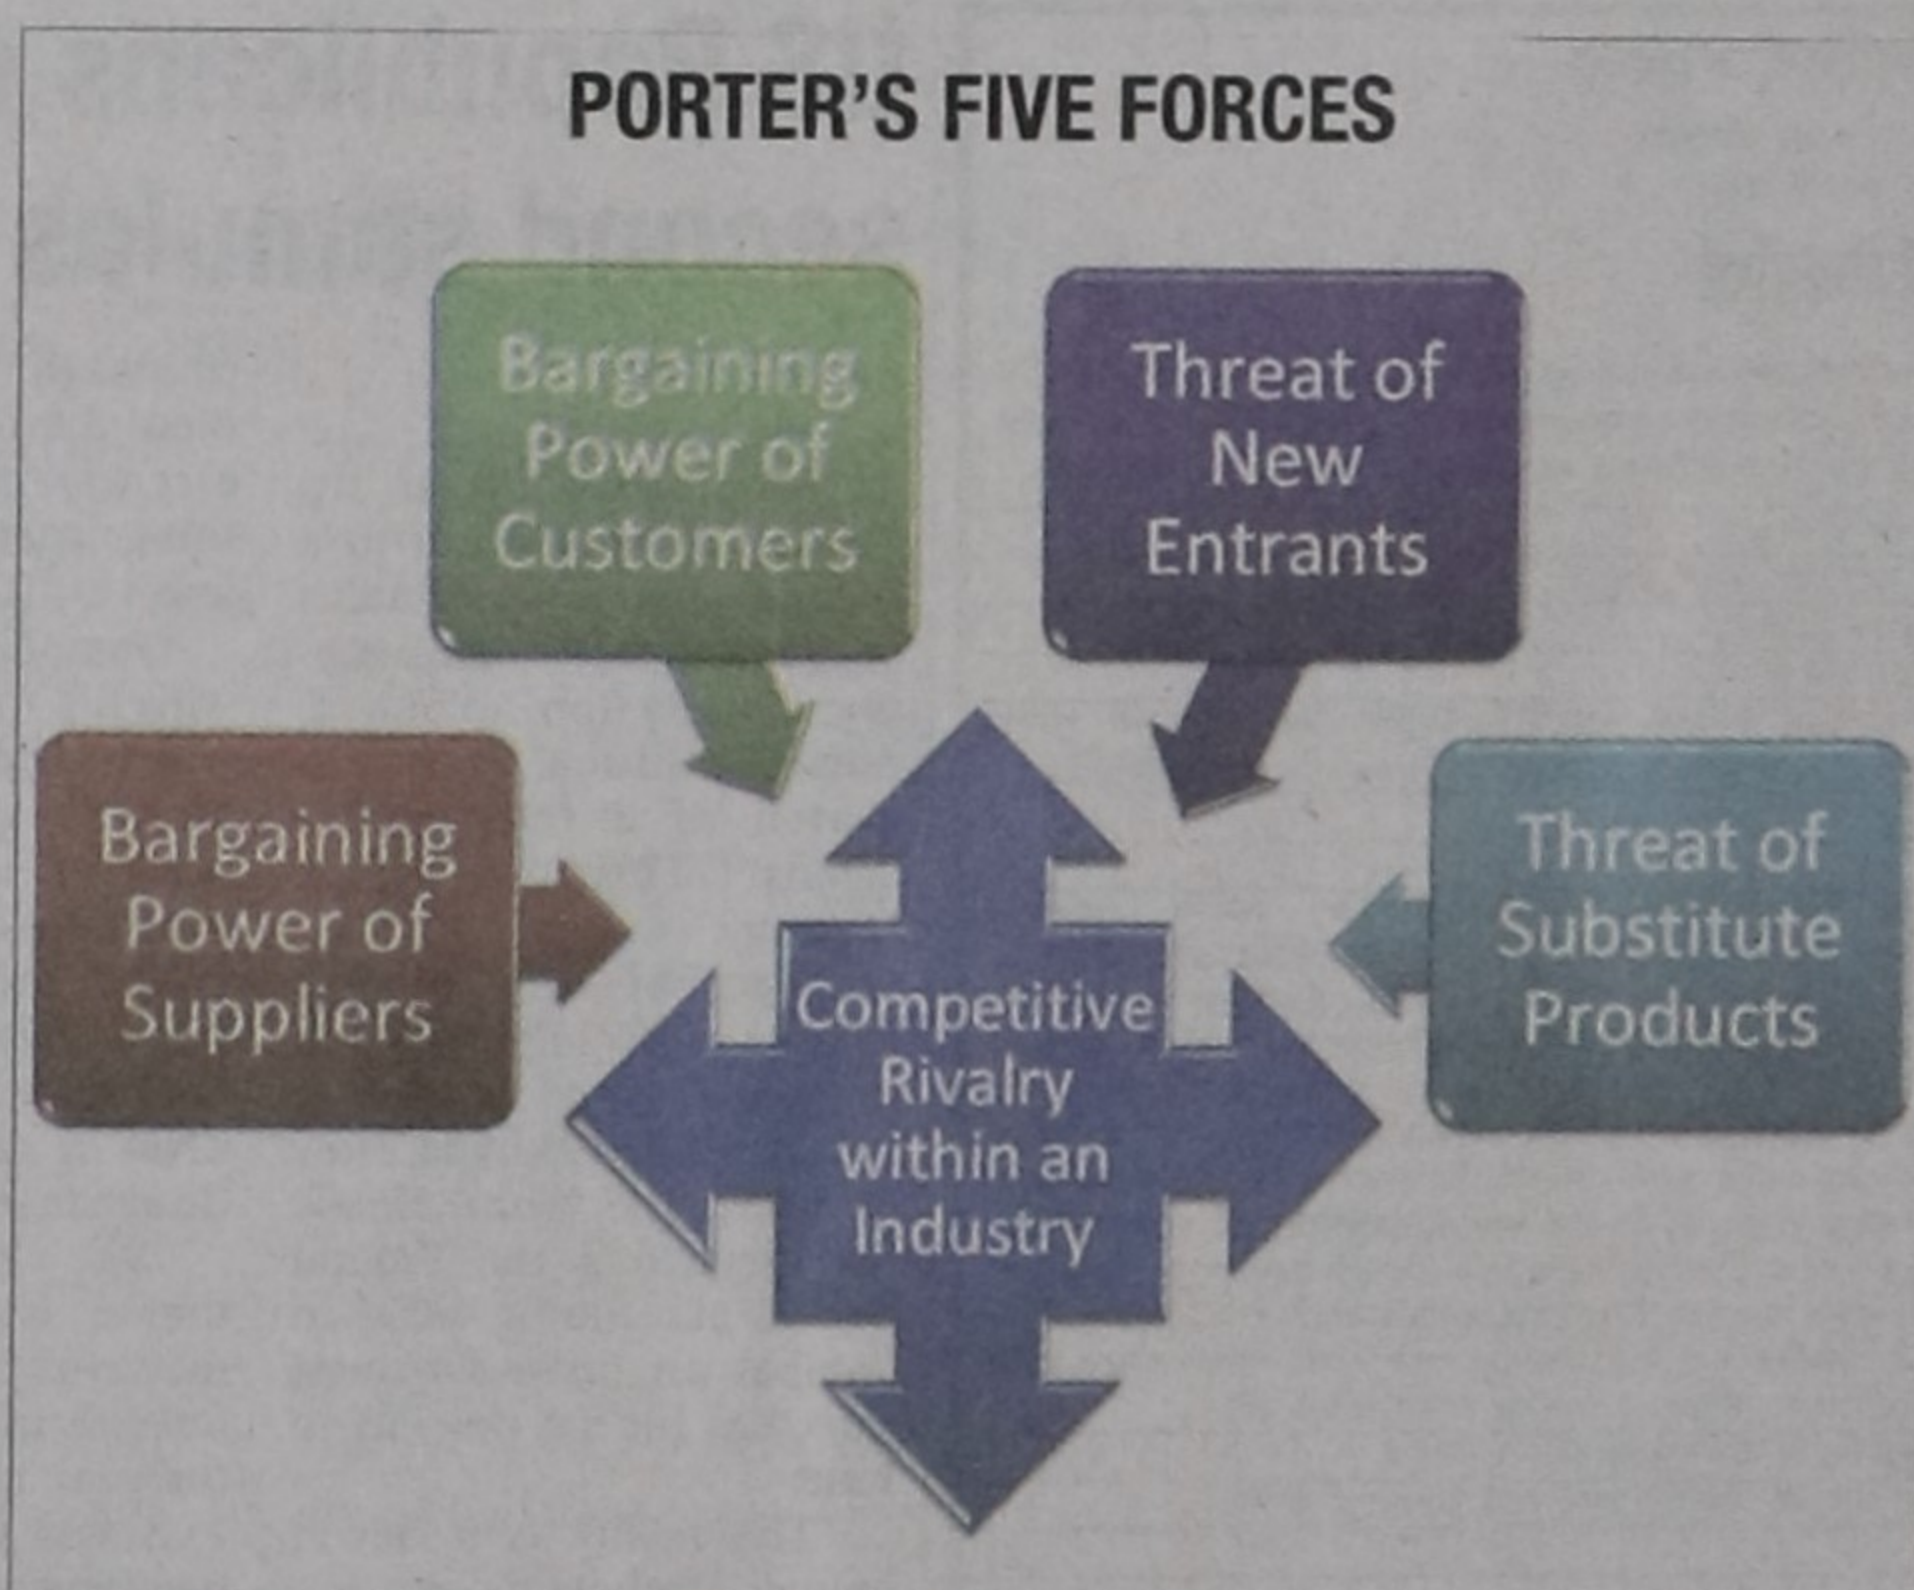 PORTER'S FIVE FORCES
Bargaining
Power of
Customers
Threat of
New
Entrants
Bargaining
Power of
Suppliers
Threat of
Substitute
Products
Competitive
Rivalry
within an
Industry